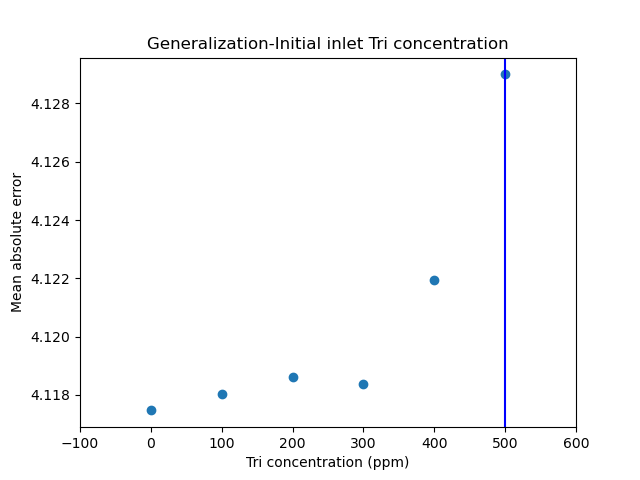 Generalization-Initial inlet Tri concentration
4.128
4.126
4.124
4.122
4.120
4.118
Mean absolute error
−100 0 100 200 300 400 500 600
Tri concentration (ppm)